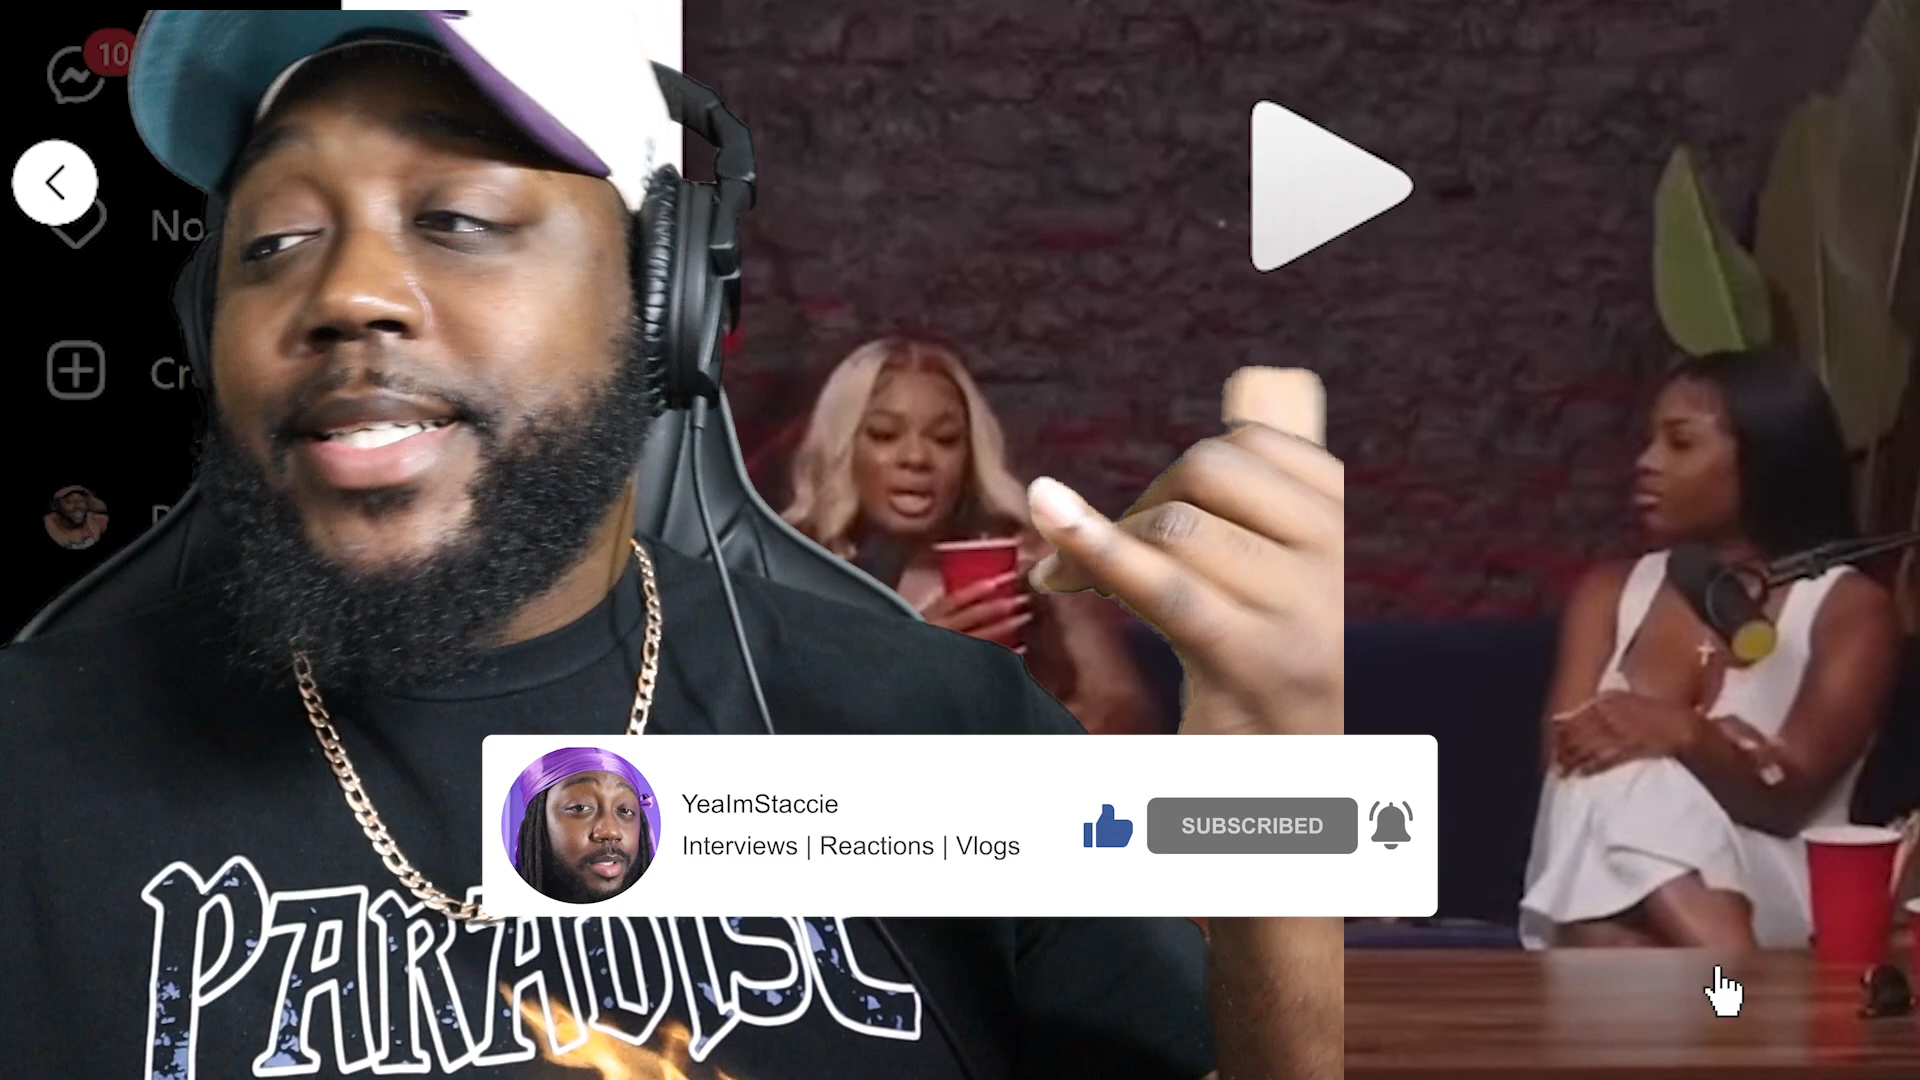 10
No
Cr
YeaImStaccie
Interviews | Reactions | Vlogs
SUBSCRIBED
PARADISE